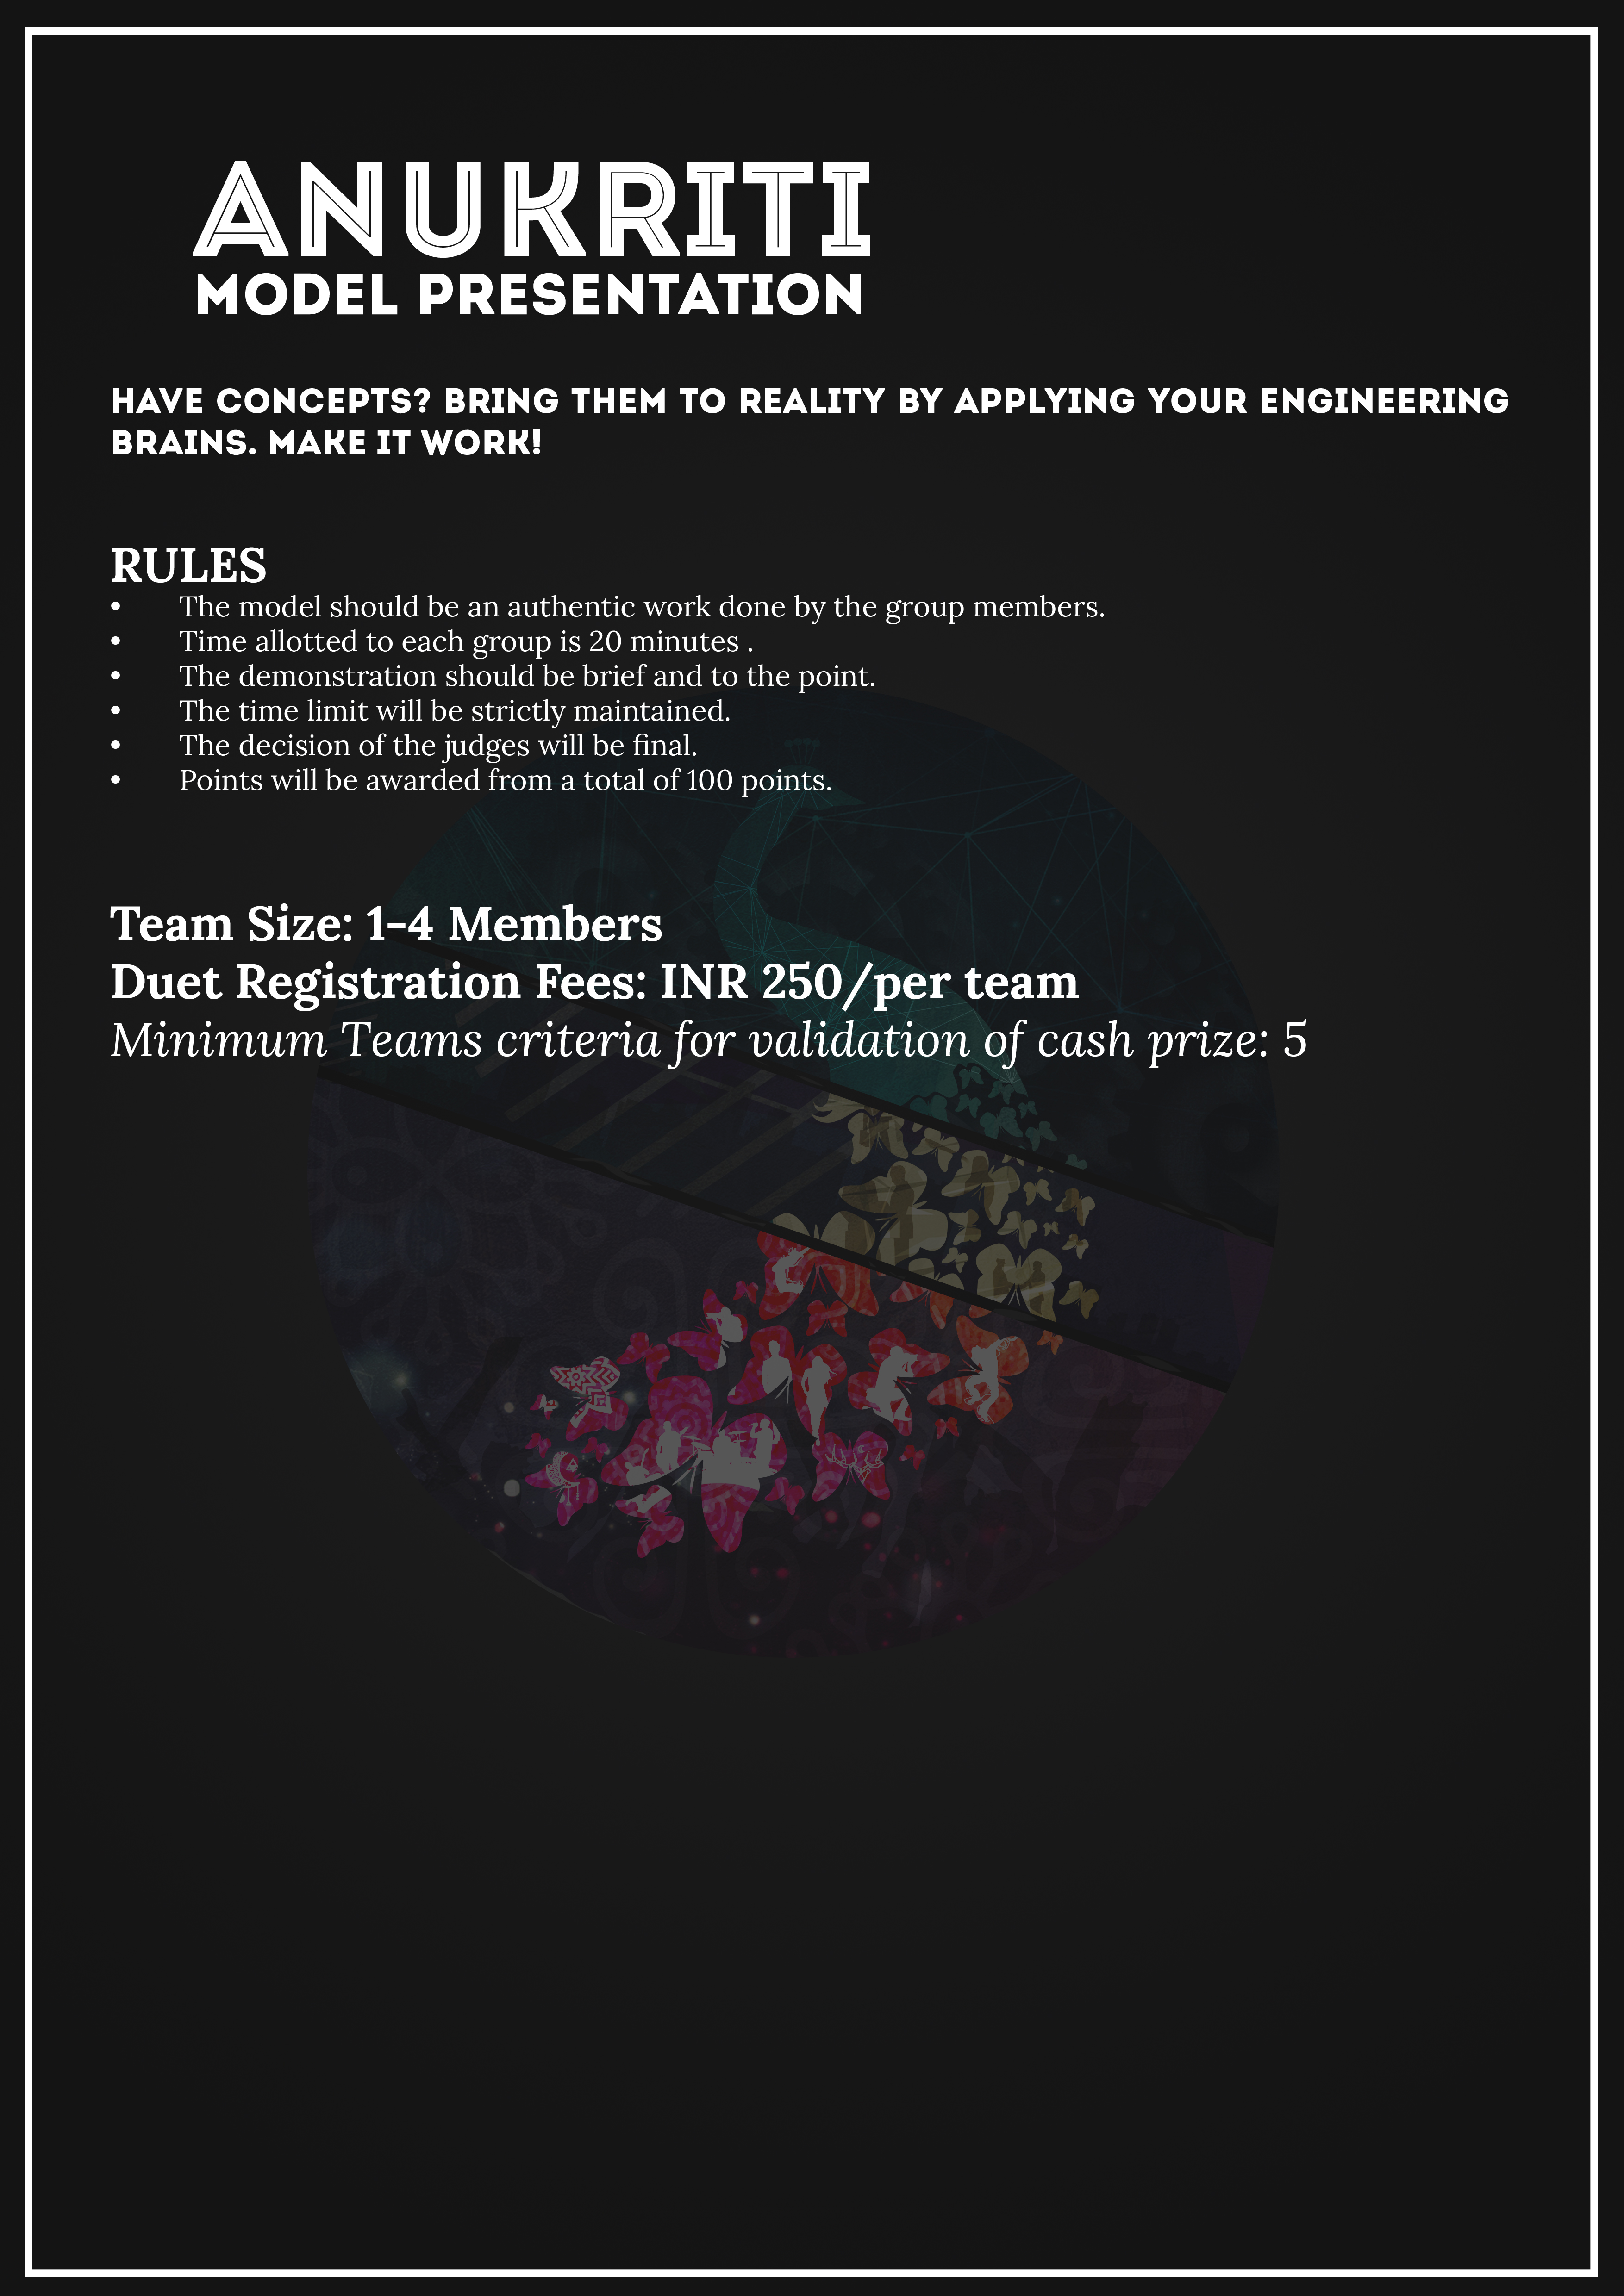 ANUKRITI
MODEL PRESENTATION
HAVE CONCEPTS? BRING THEM TO REALITY BY APPLYING YOUR ENGINEERING
BRAINS. MAKE IT WORK!
RULES
• The model should be an authentic work done by the group members.
• Time allotted to each group is 20 minutes .
• The demonstration should be brief and to the point.
• The time limit will be strictly maintained.
• The decision of the judges will be final.
• Points will be awarded from a total of 100 points.
Team Size: 1-4 Members
Duet Registration Fees: INR 250/per team
Minimum Teams criteria for validation of cash prize: 5